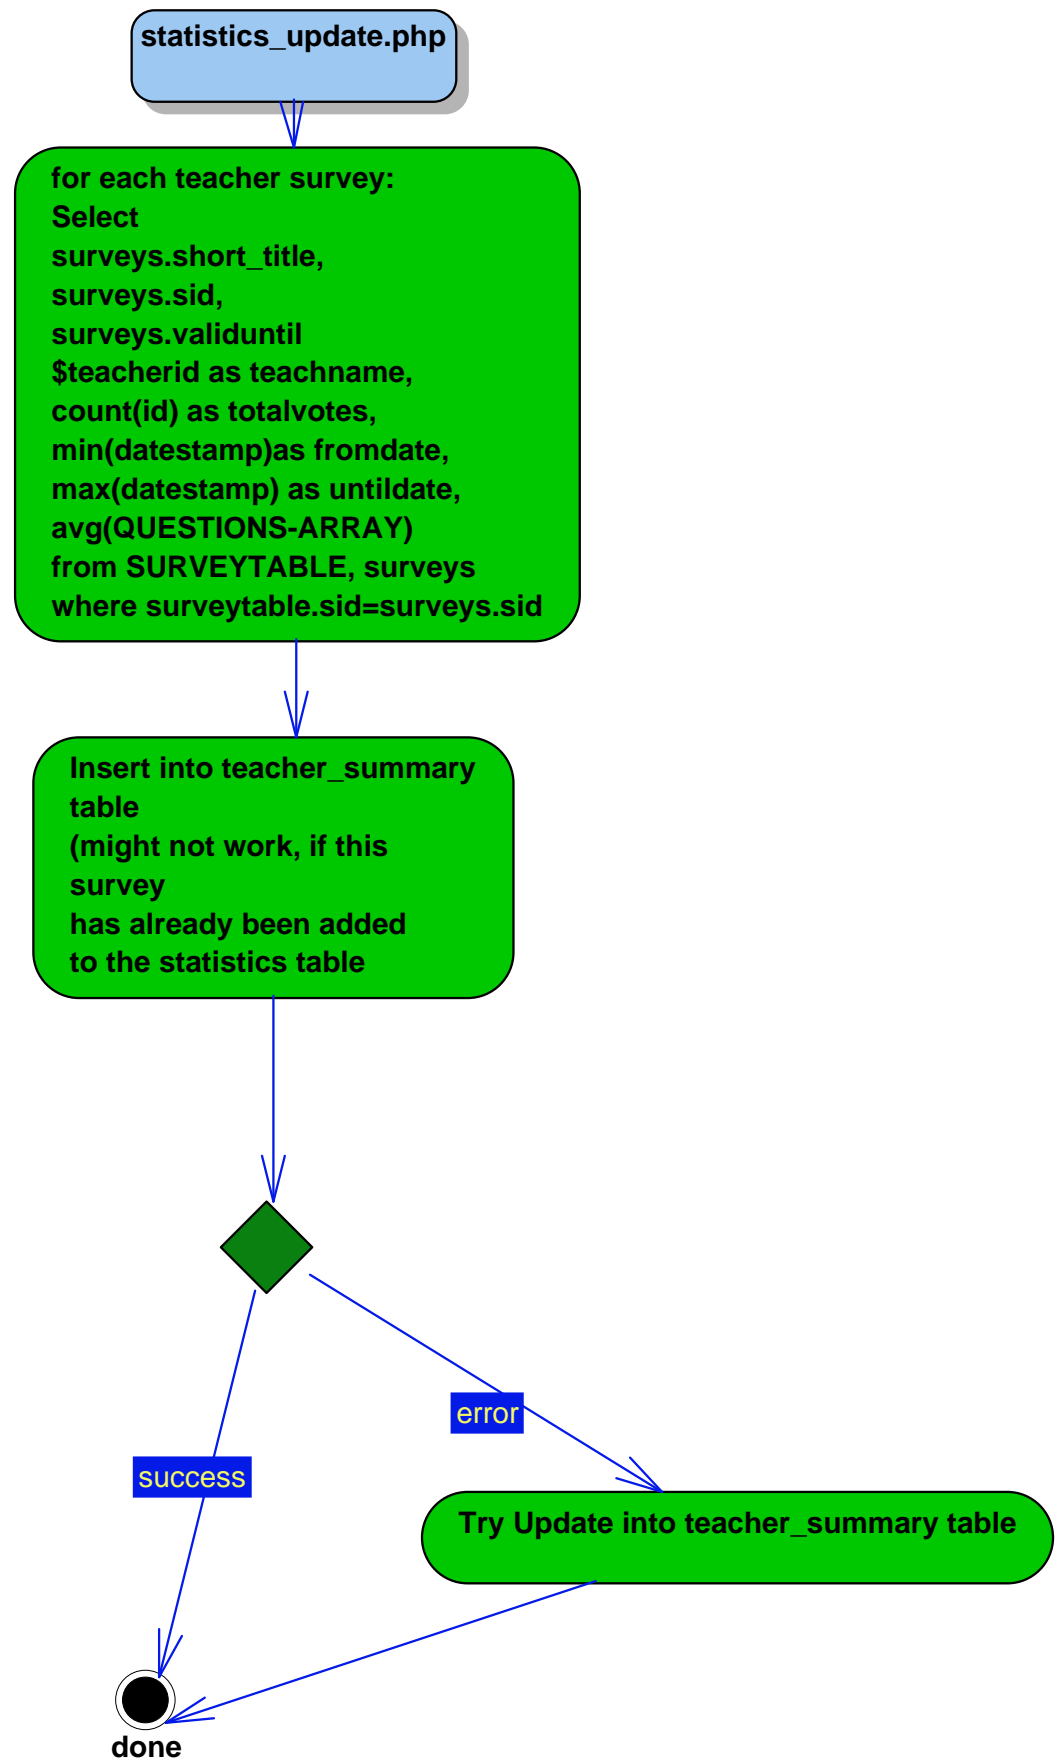 statistics_update.php
for each teacher survey:
Select
surveys.short_title,
surveys.sid,
surveys.validuntil
$teacherid as teachname,
count(id) as totalvotes,
min(datestamp)as fromdate,
max(datestamp) as untildate,
avg(QUESTIONS-ARRAY)
from SURVEYTABLE, surveys
where surveytable.sid=surveys.sid
Insert into teacher_summary
table
(might not work, if this
survey
has already been added
to the statistics table
error
success
Try Update into teacher_summary table
done